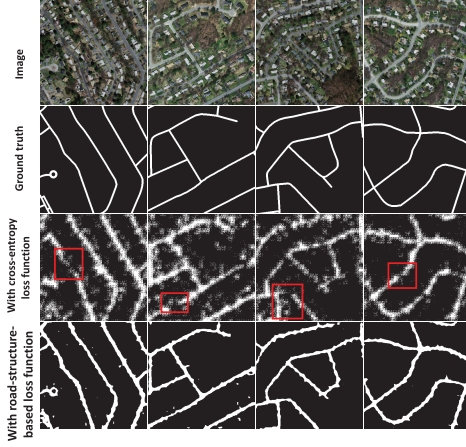 Image
Ground truth
With cross-entropy
loss function
With road-structure-
based loss function